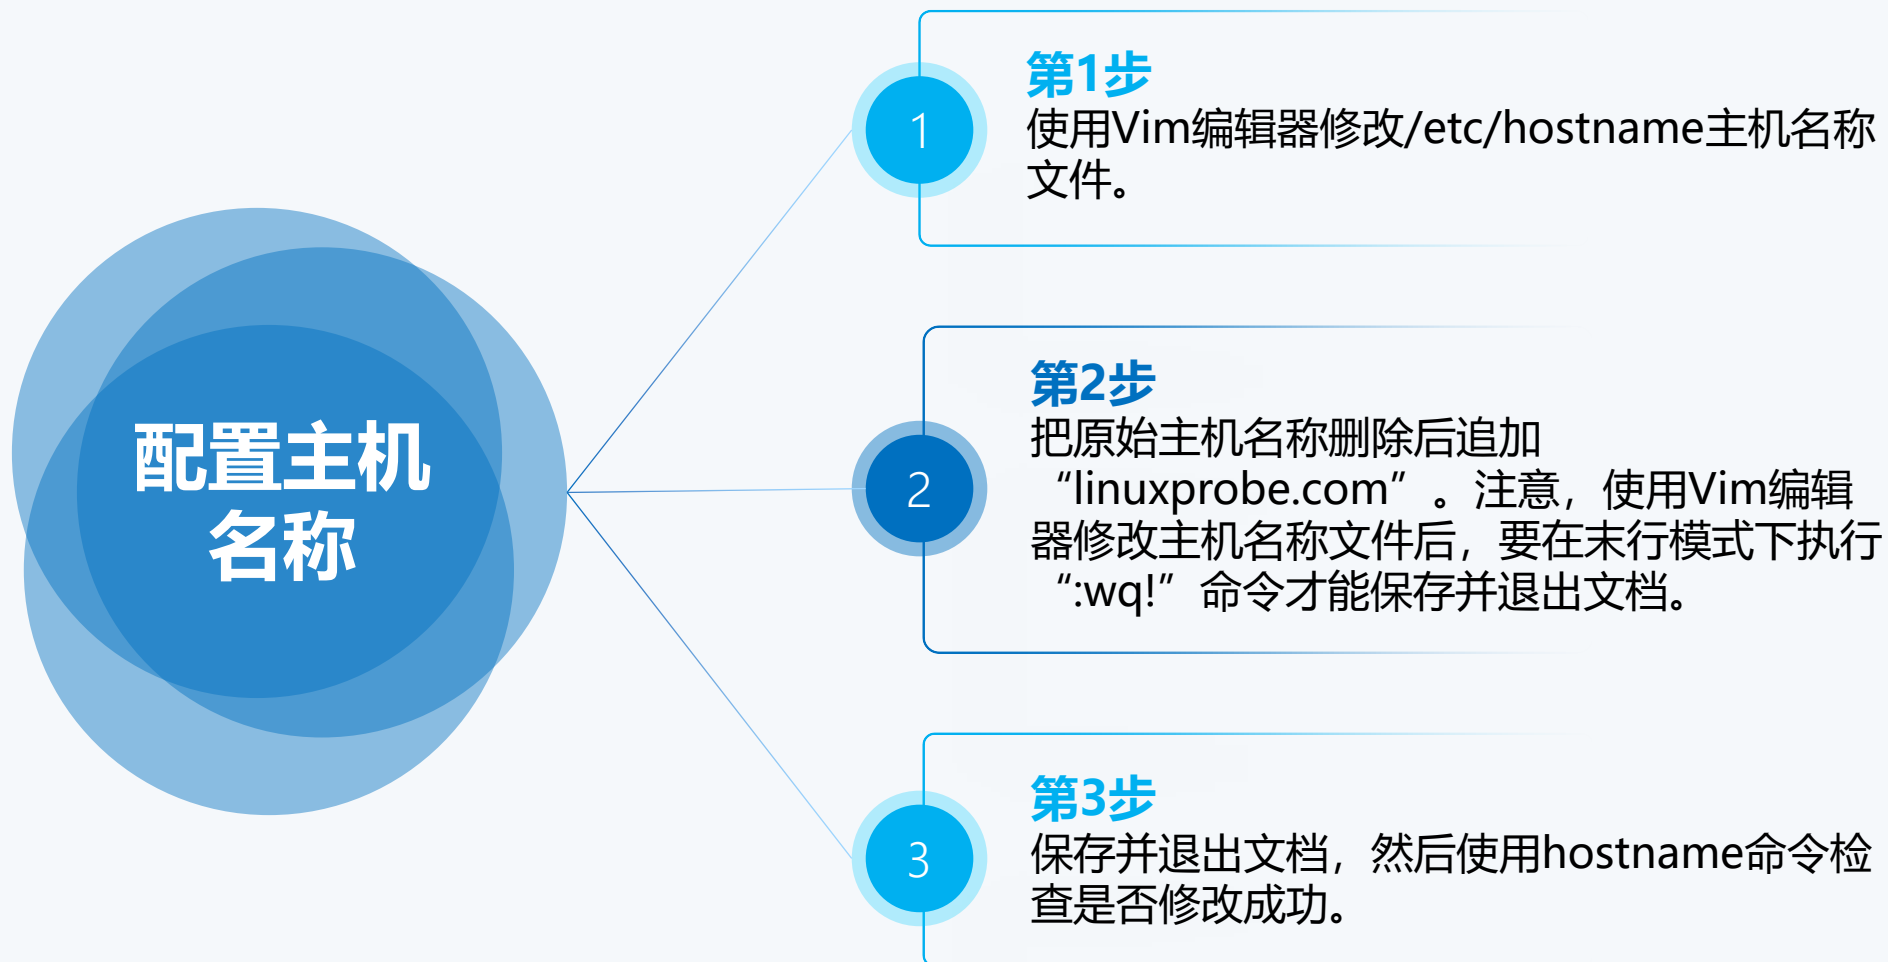 配置主机
名称
1
第1步
使用Vim编辑器修改/etc/hostname主机名称
文件。
2
第2步
把原始主机名称删除后追加
“linuxprobe.com”。注意，使用Vim编辑
器修改主机名称文件后，要在末行模式下执行
“:wq!”命令才能保存并退出文档。
3
第3步
保存并退出文档，然后使用hostname命令检
查是否修改成功。